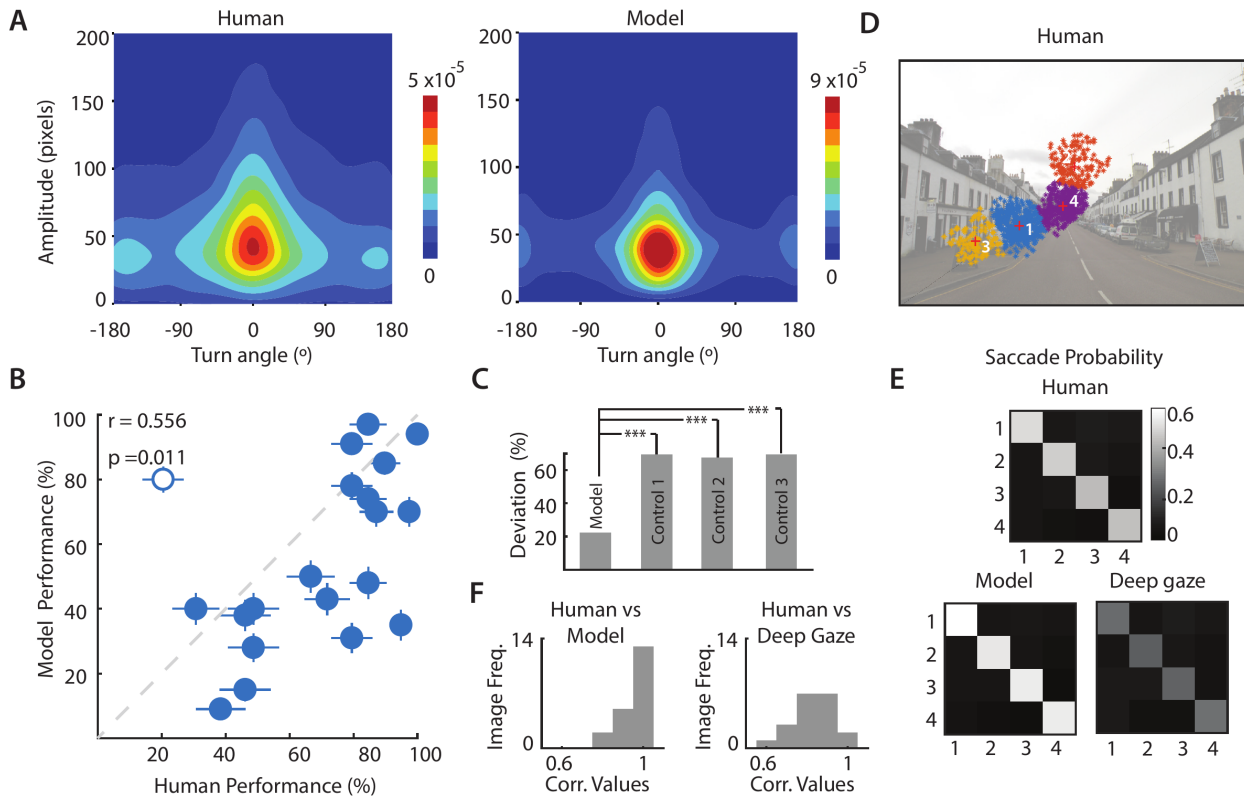 A
Human
Model
D
Human
200
150
100
50
0
Amplitude (pixels)
5 x10-5
0
-180 -90 0 90 180
Turn angle (º)
200
150
100
50
0
9 x10-5
0
-180 -90 0 90 180
Turn angle (º)
3 1 4
B
100
80
60
40
20
r = 0.556
p =0.011
Model Performance (%)
20 40 60 80 100
Human Performance (%)
C
Deviation (%)
60
40
20
Model
Control 1
Control 2
Control 3
***
***
***
E
Saccade Probability
Human
1
2
3
4
1 2 3 4
0.6
0.4
0.2
0
Model
1
2
3
4
1 2 3 4
Deep gaze
1 2 3 4
F
Human vs
Model
14
0
Image Freq.
0.6 1
Corr. Values
Human vs
Deep Gaze
14
0
Image Freq.
0.6 1
Corr. Values